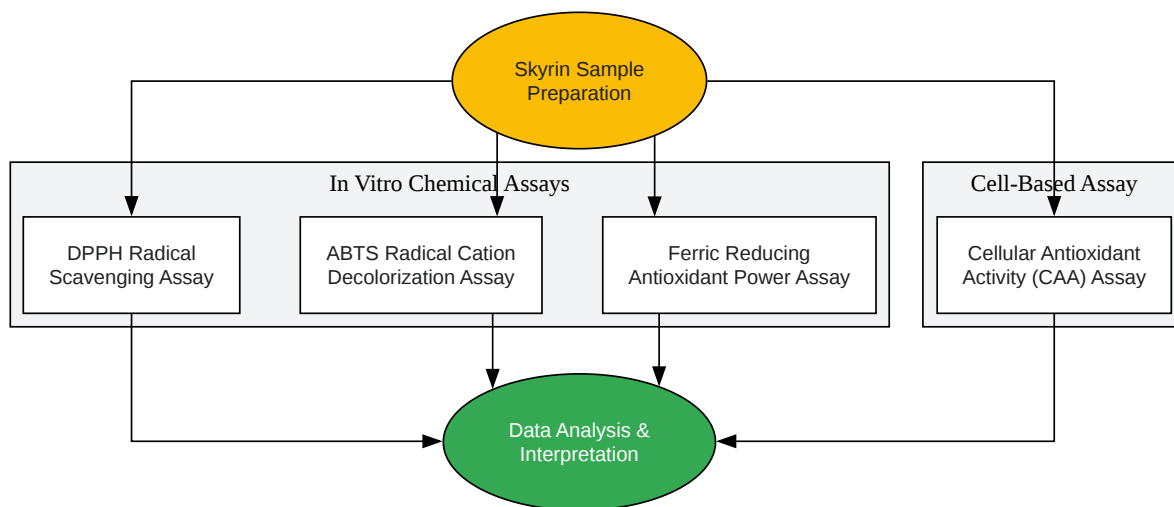 Skyrin Sample
Preparation
In Vitro Chemical Assays
Cell-Based Assay
DPPH Radical
Scavenging Assay
ABTS Radical Cation
Decolorization Assay
Ferric Reducing
Antioxidant Power Assay
Cellular Antioxidant
Activity (CAA) Assay
Data Analysis &
Interpretation